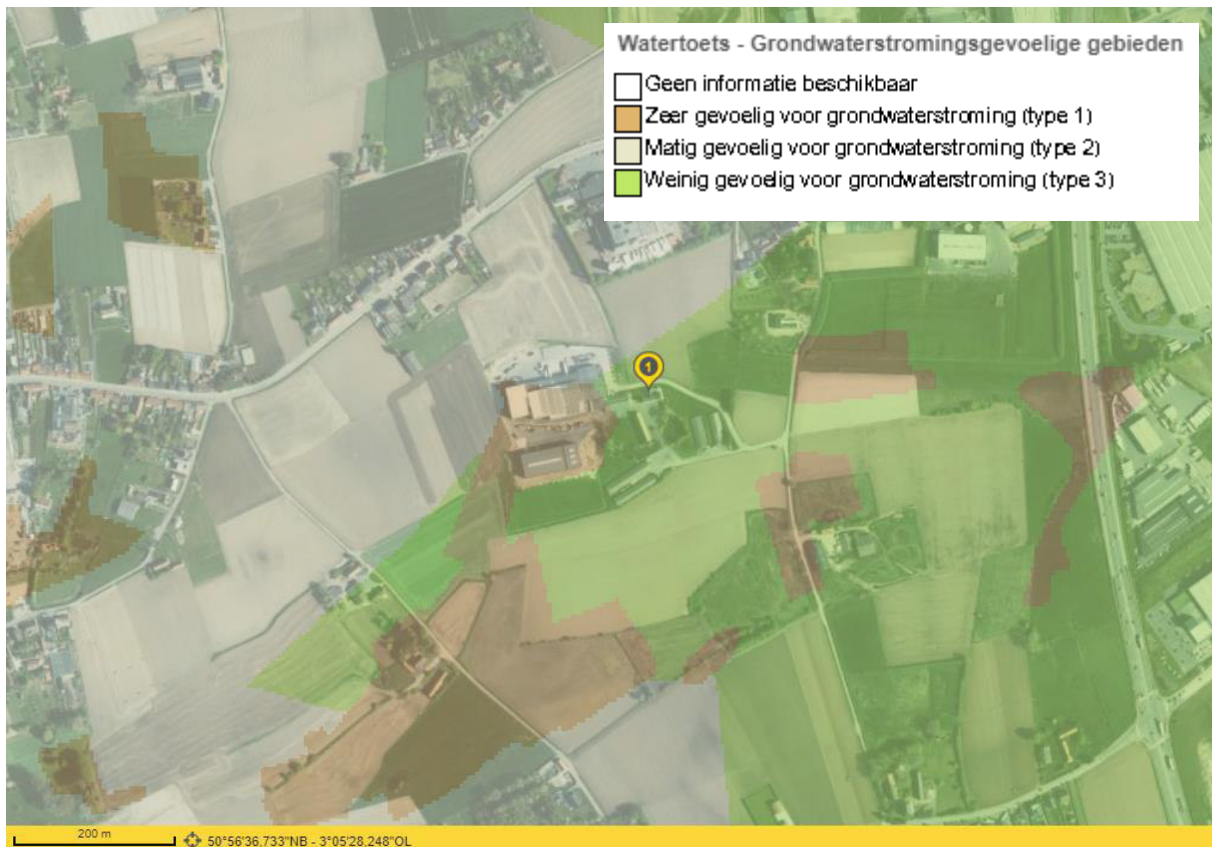 Watertoets - Grondwaterstromingsgevoelige gebieden
Geen informatie beschikbaar
Zeer gevoelig voor grondwaterstroming (type 1)
Matig gevoelig voor grondwaterstroming (type 2)
Weinig gevoelig voor grondwaterstroming (type 3)
1
200 m
50°56'36.733"NB - 3°05'28.248"OL